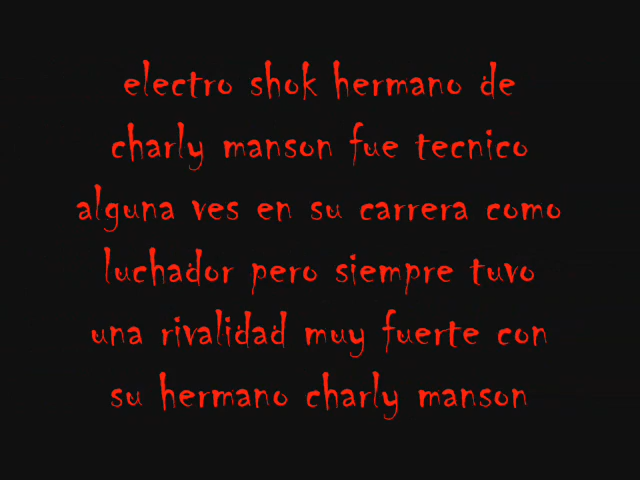 electro shok hermano de
charly manson fue tecnico
alguna ves en su carrera como
luchador pero siempre tuvo
una rivalidad muy fuerte con
su hermano charly manson